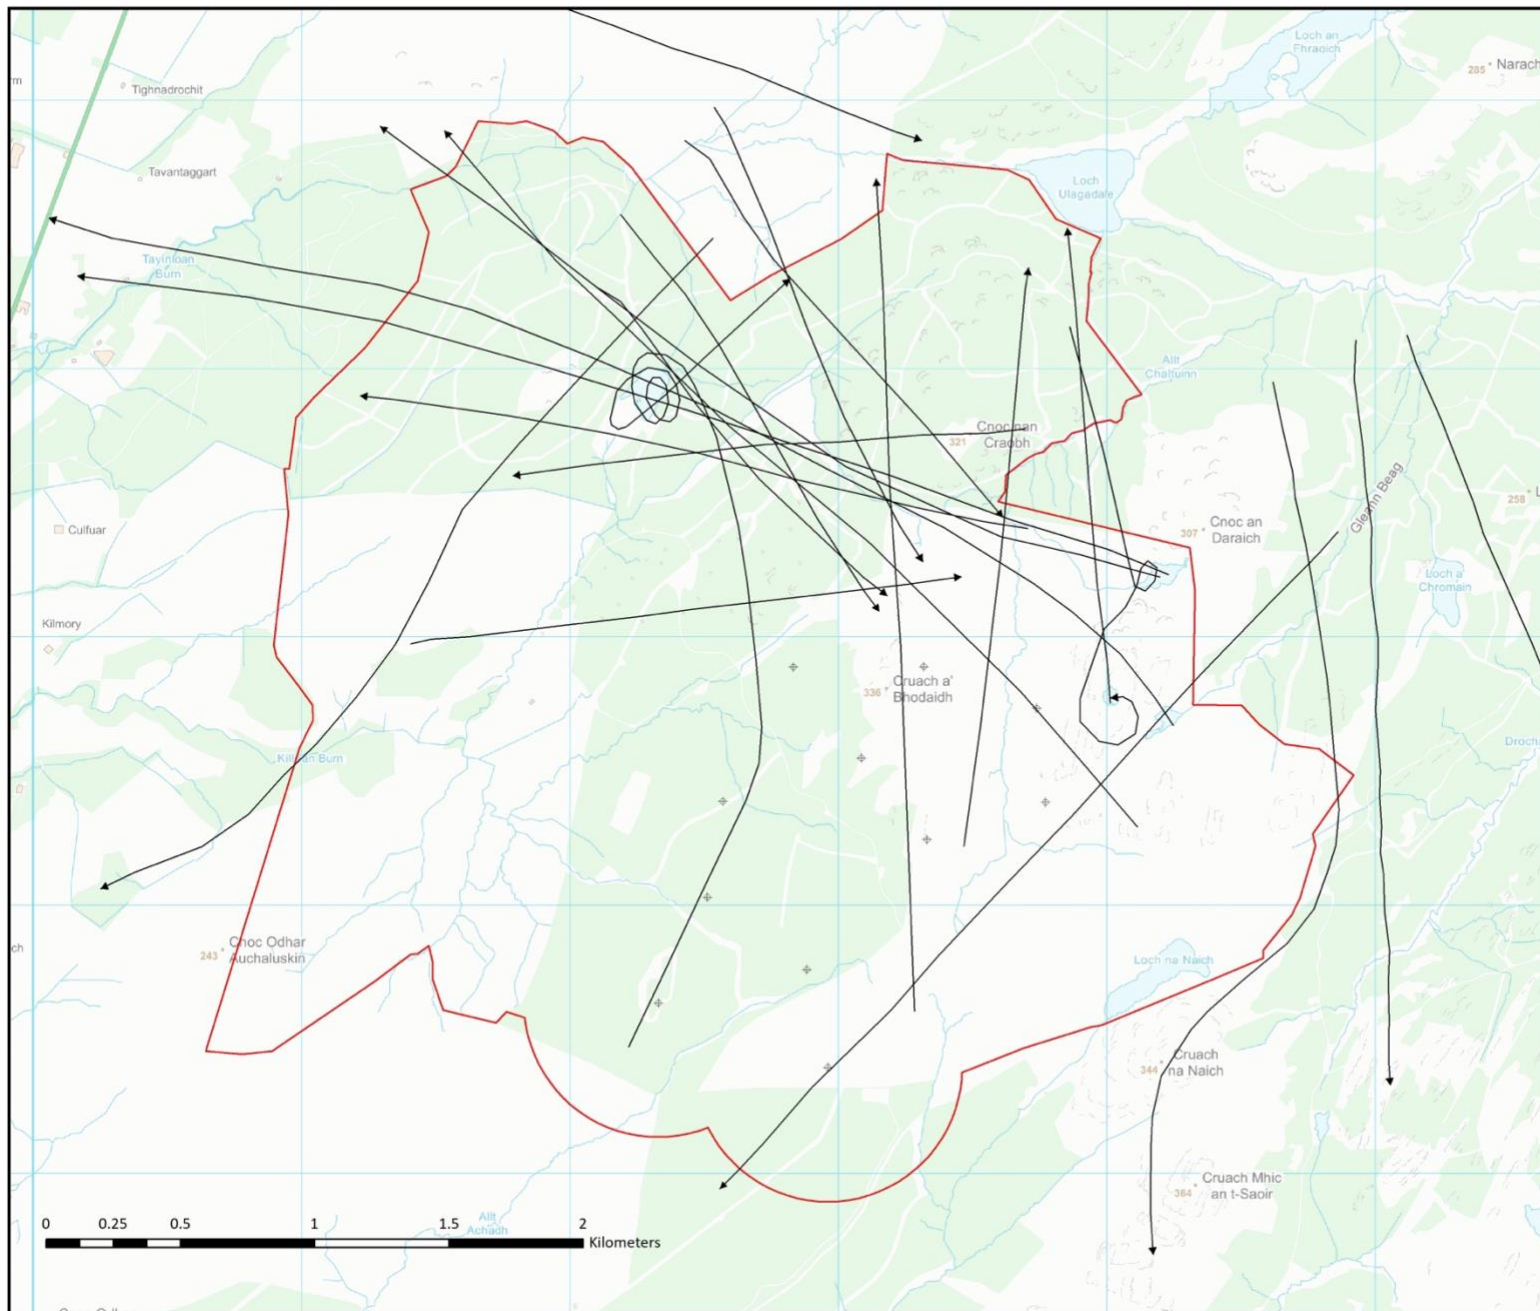 Loch an
Fhraoich
285
Narach
Tighnadrochit
Tavantaggart
Loch
Ulagadale
Tayinloan
Burn
Allt
Chaltuinn
321
Cnoc nan
Craobh
Gleann Beag
258
307
Cnoc an
Daraich
Culfuar
Loch a'
Chromain
Kilmory
336
Cruach a'
Bhodaidh
Killean Burn
Drocha
ch
243
Cnoc Odhar
Auchaluskin
Loch na Naich
344
Cruach
na Naich
364
Cruach Mhic
an t-Saoir
Allt
Achadh
0 0.25 0.5 1 1.5 2
Kilometers